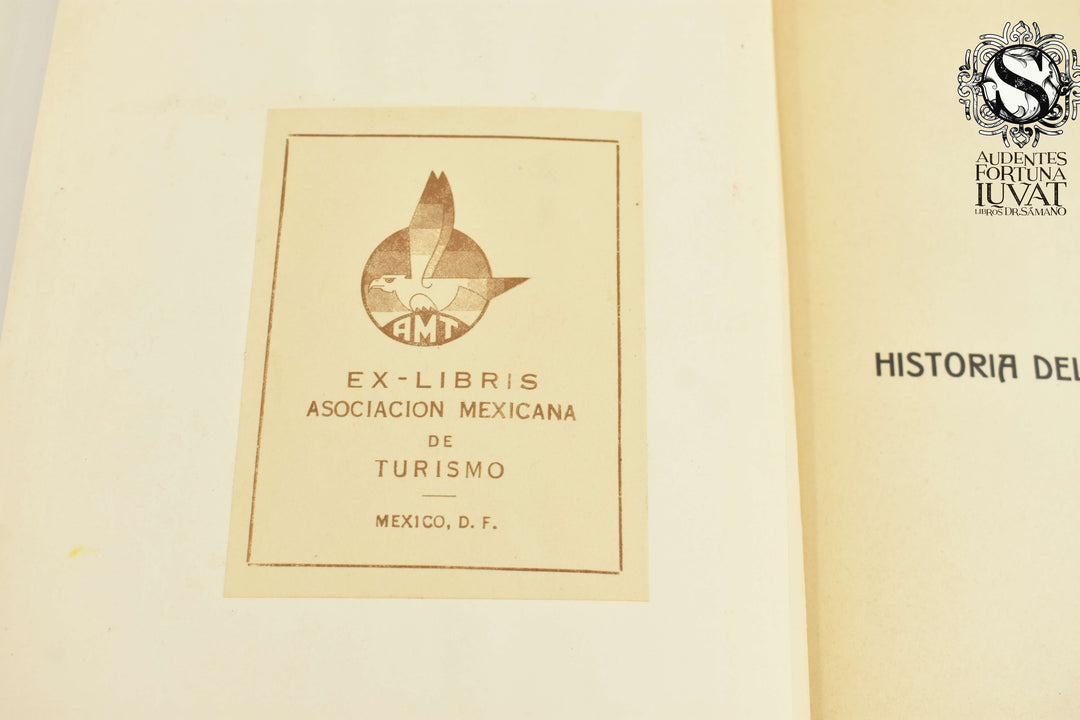 AMT
EX-LIBRIS
ASOCIACION MEXICANA
DE
TURISMO
MEXICO, D. F.
S
AUDENTES
FORTUNA
IUVAT
LIBROS DR. SÁMANO
HISTORIA DEL